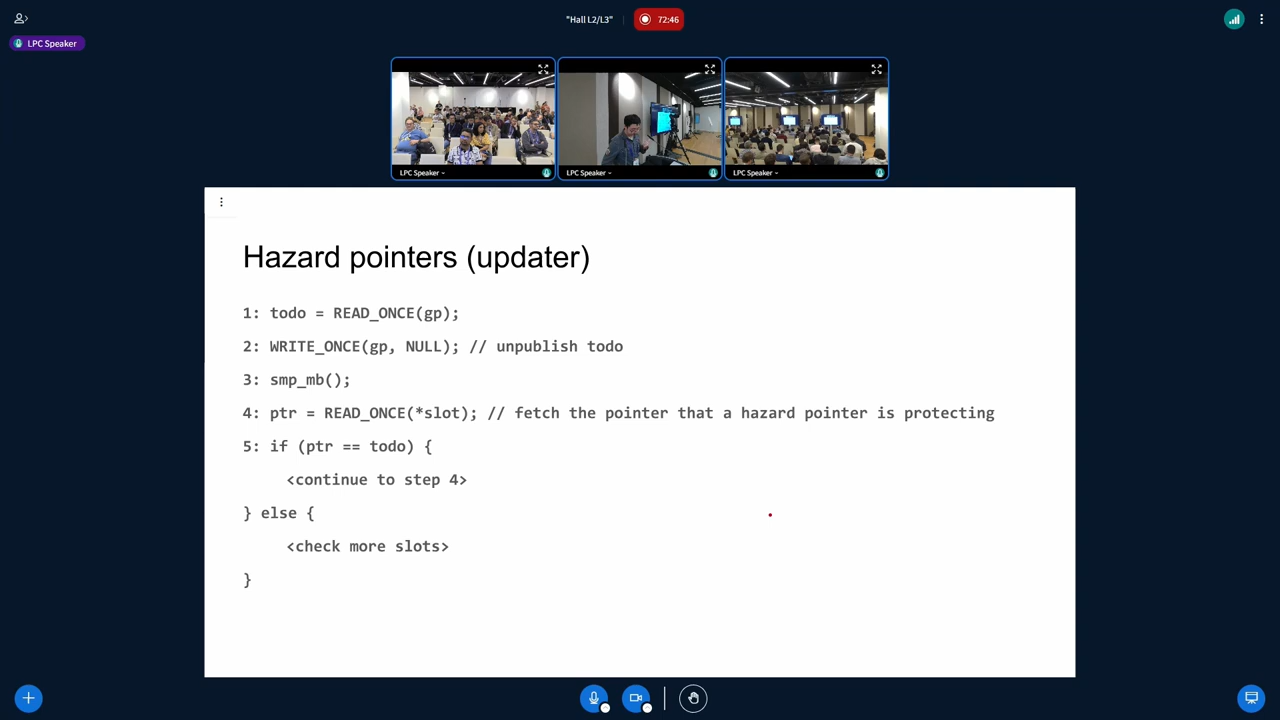 "Hall L2/L3"
72:46
LPC Speaker
LPC Speaker
LPC Speaker
LPC Speaker
Hazard pointers (updater)
1: todo = READ_ONCE(gp);
2: WRITE_ONCE(gp, NULL); // unpublish todo
3: smp_mb();
4: ptr = READ_ONCE(*slot); // fetch the pointer that a hazard pointer is protecting
5: if (ptr == todo) {
<continue to step 4>
} else {
<check more slots>
}